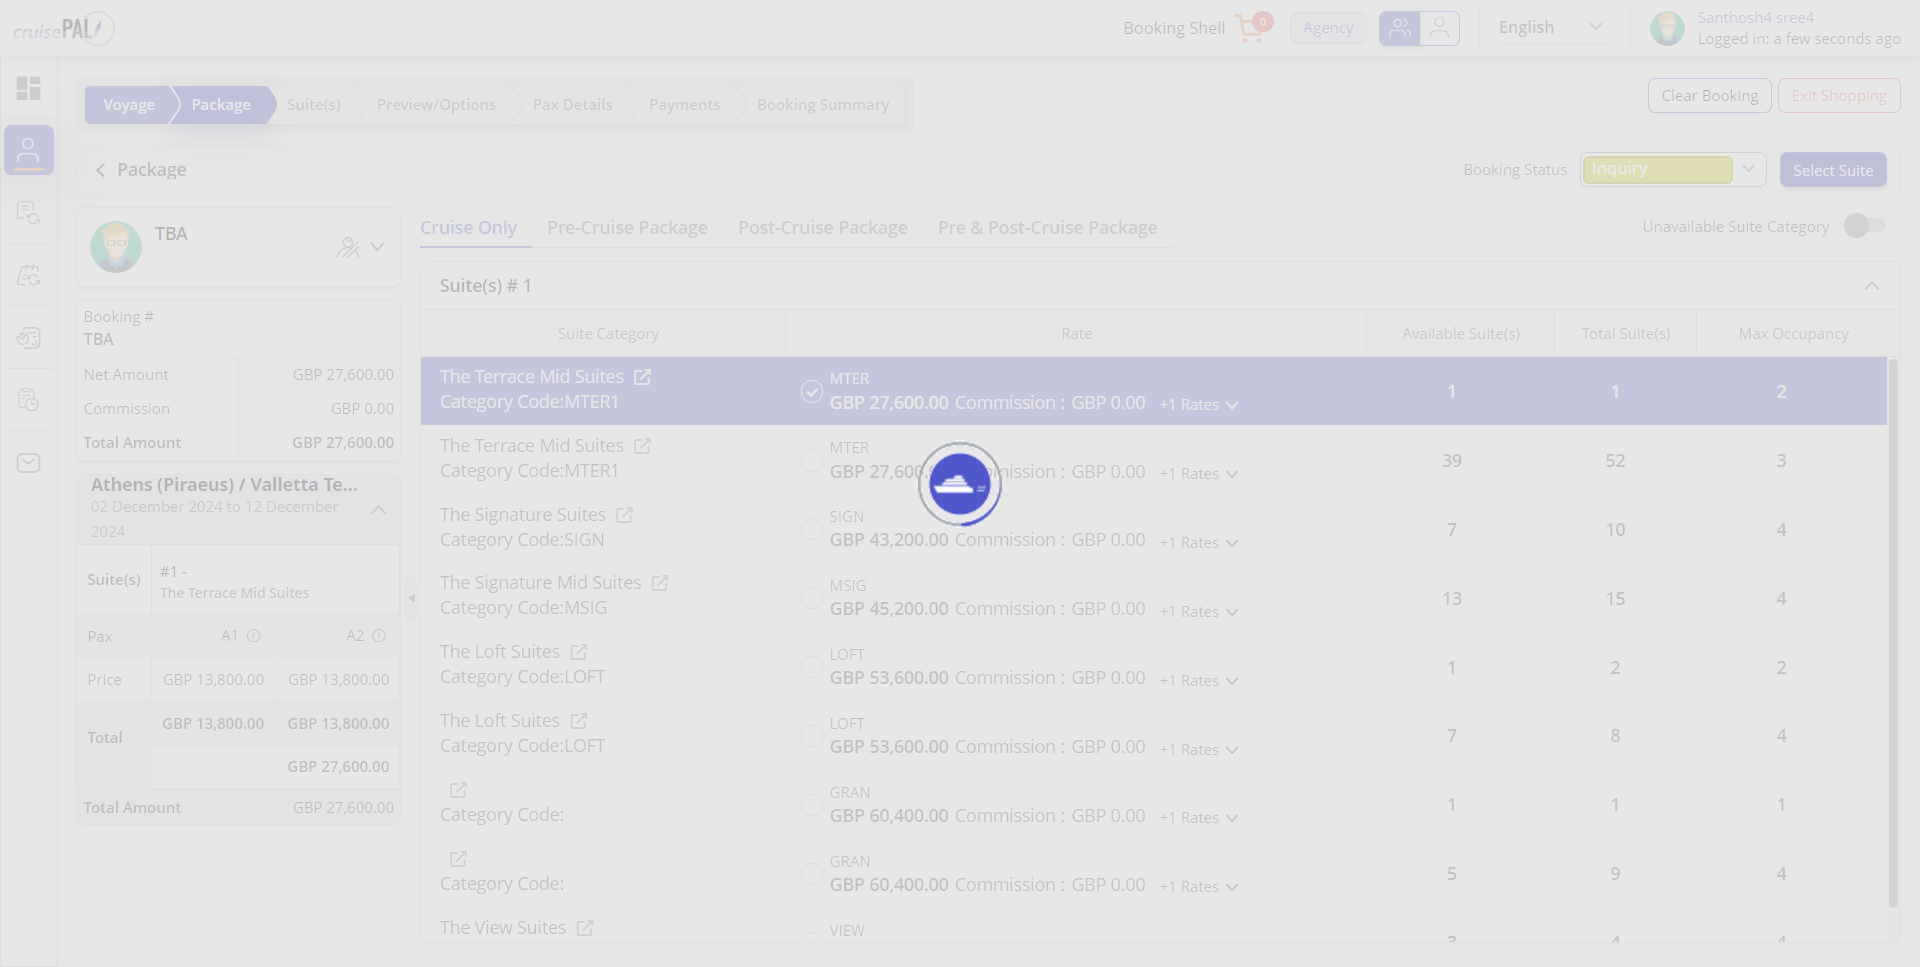 cruisePAL
Booking Shell
0
Agency
English
Santhosh4 sree4
Logged in: a few seconds ago
Voyage
Package
Suite(s)
Preview/Options
Pax Details
Payments
Booking Summary
Clear Booking
Exit Shopping
Package
Booking Status
Inquiry
Select Suite
TBA
Booking #
TBA
Net Amount GBP 27,600.00
Commission GBP 0.00
Total Amount GBP 27,600.00
Athens (Piraeus) / Valletta Te...
02 December 2024 to 12 December
2024
Suite(s)
#1 -
The Terrace Mid Suites
Pax A1 A2
Price GBP 13,800.00 GBP 13,800.00
Total
GBP 13,800.00 GBP 13,800.00
GBP 27,600.00
Total Amount GBP 27,600.00
Cruise Only
Pre-Cruise Package
Post-Cruise Package
Pre & Post-Cruise Package
Unavailable Suite Category
Suite(s) # 1
Suite Category Rate Available Suite(s) Total Suite(s) Max Occupancy
The Terrace Mid Suites
Category Code:MTER1
MTER
GBP 27,600.00 Commission : GBP 0.00 +1 Rates
1 1 2
The Terrace Mid Suites
Category Code:MTER1
MTER
GBP 27,600. mission : GBP 0.00 +1 Rates
39 52 3
The Signature Suites
Category Code:SIGN
SIGN
GBP 43,200.00 Commission : GBP 0.00 +1 Rates
7 10 4
The Signature Mid Suites
Category Code:MSIG
MSIG
GBP 45,200.00 Commission : GBP 0.00 +1 Rates
13 15 4
The Loft Suites
Category Code:LOFT
LOFT
GBP 53,600.00 Commission : GBP 0.00 +1 Rates
1 2 2
The Loft Suites
Category Code:LOFT
LOFT
GBP 53,600.00 Commission : GBP 0.00 +1 Rates
7 8 4
Category Code:
GRAN
GBP 60,400.00 Commission : GBP 0.00 +1 Rates
1 1 1
Category Code:
GRAN
GBP 60,400.00 Commission : GBP 0.00 +1 Rates
5 9 4
The View Suites
VIEW